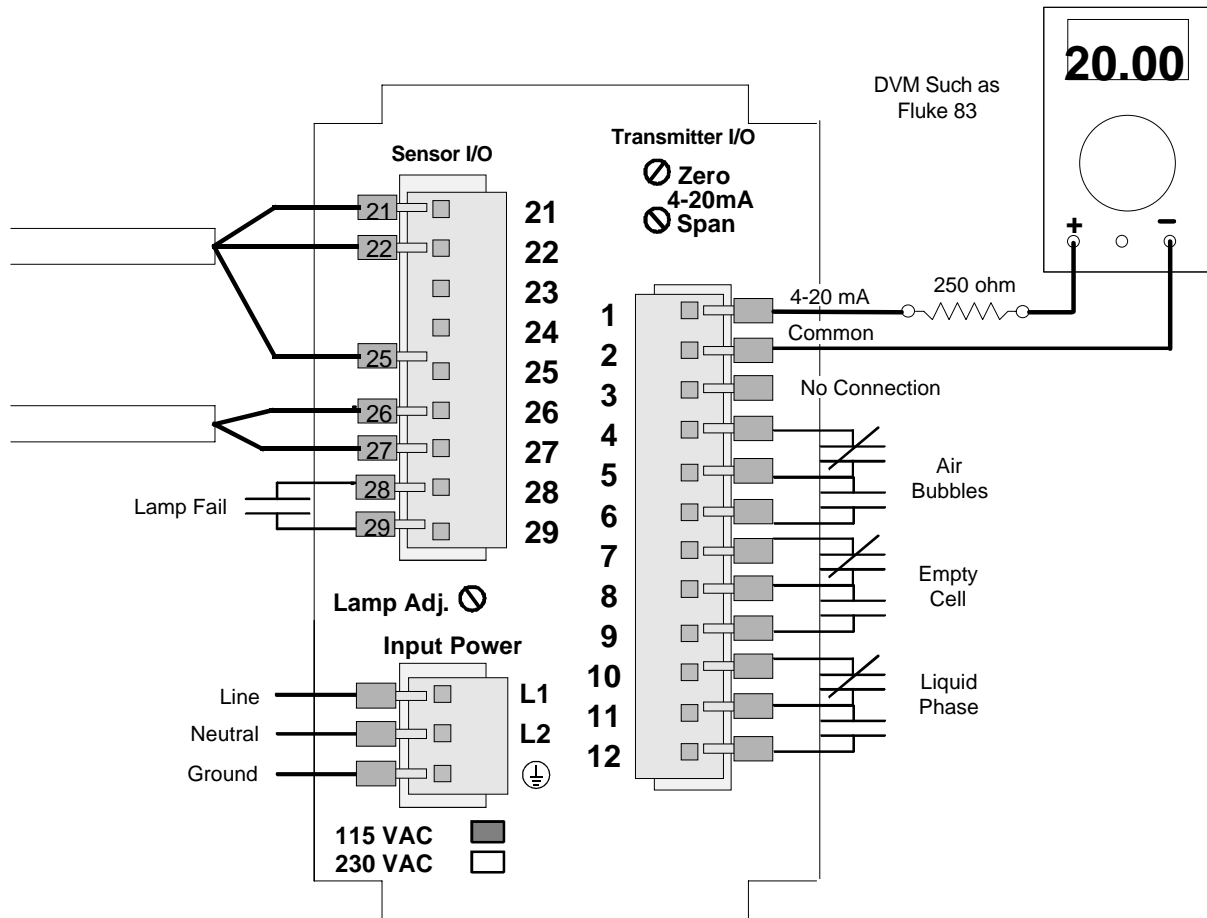 20.00
DVM Such as
Fluke 83
+
−
Transmitter I/O
Zero
4-20mA
Span
Sensor I/O
21
22
25
26
27
28
29
21
22
23
24
25
26
27
28
29
Lamp Fail
Lamp Adj.
Input Power
Line
Neutral
Ground
L1
L2
115 VAC
230 VAC
1
2
3
4
5
6
7
8
9
10
11
12
4-20 mA
250 ohm
Common
No Connection
Air
Bubbles
Empty
Cell
Liquid
Phase